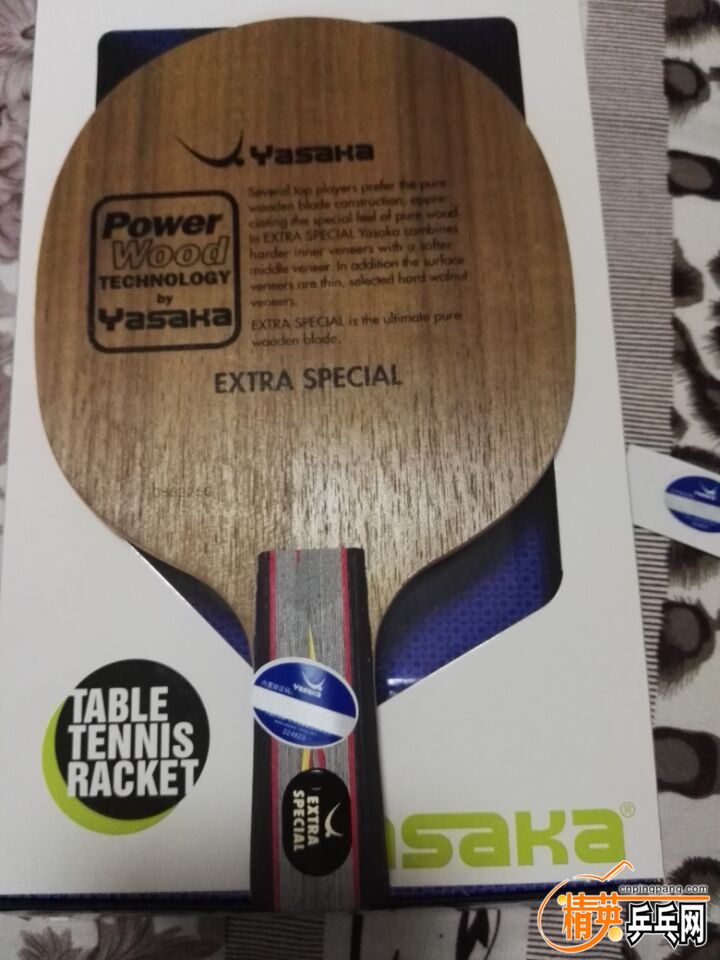 Yasaka
Several top players prefer the pure
wooden blade construction, appre-
ciating the special feel of pure wood.
In EXTRA SPECIAL Yasaka combines
harder inner veneers with a softer
middle veneer. In addition the surface
veneers are thin, selected hard walnut
veneers.
EXTRA SPECIAL is the ultimate pure
wooden blade.
Power
Wood
TECHNOLOGY
by
Yasaka
EXTRA SPECIAL
Yasaka
224623
EXTRA
SPECIAL
TABLE
TENNIS
RACKET
asaka®
cnpingpang.com
精英乒乓网